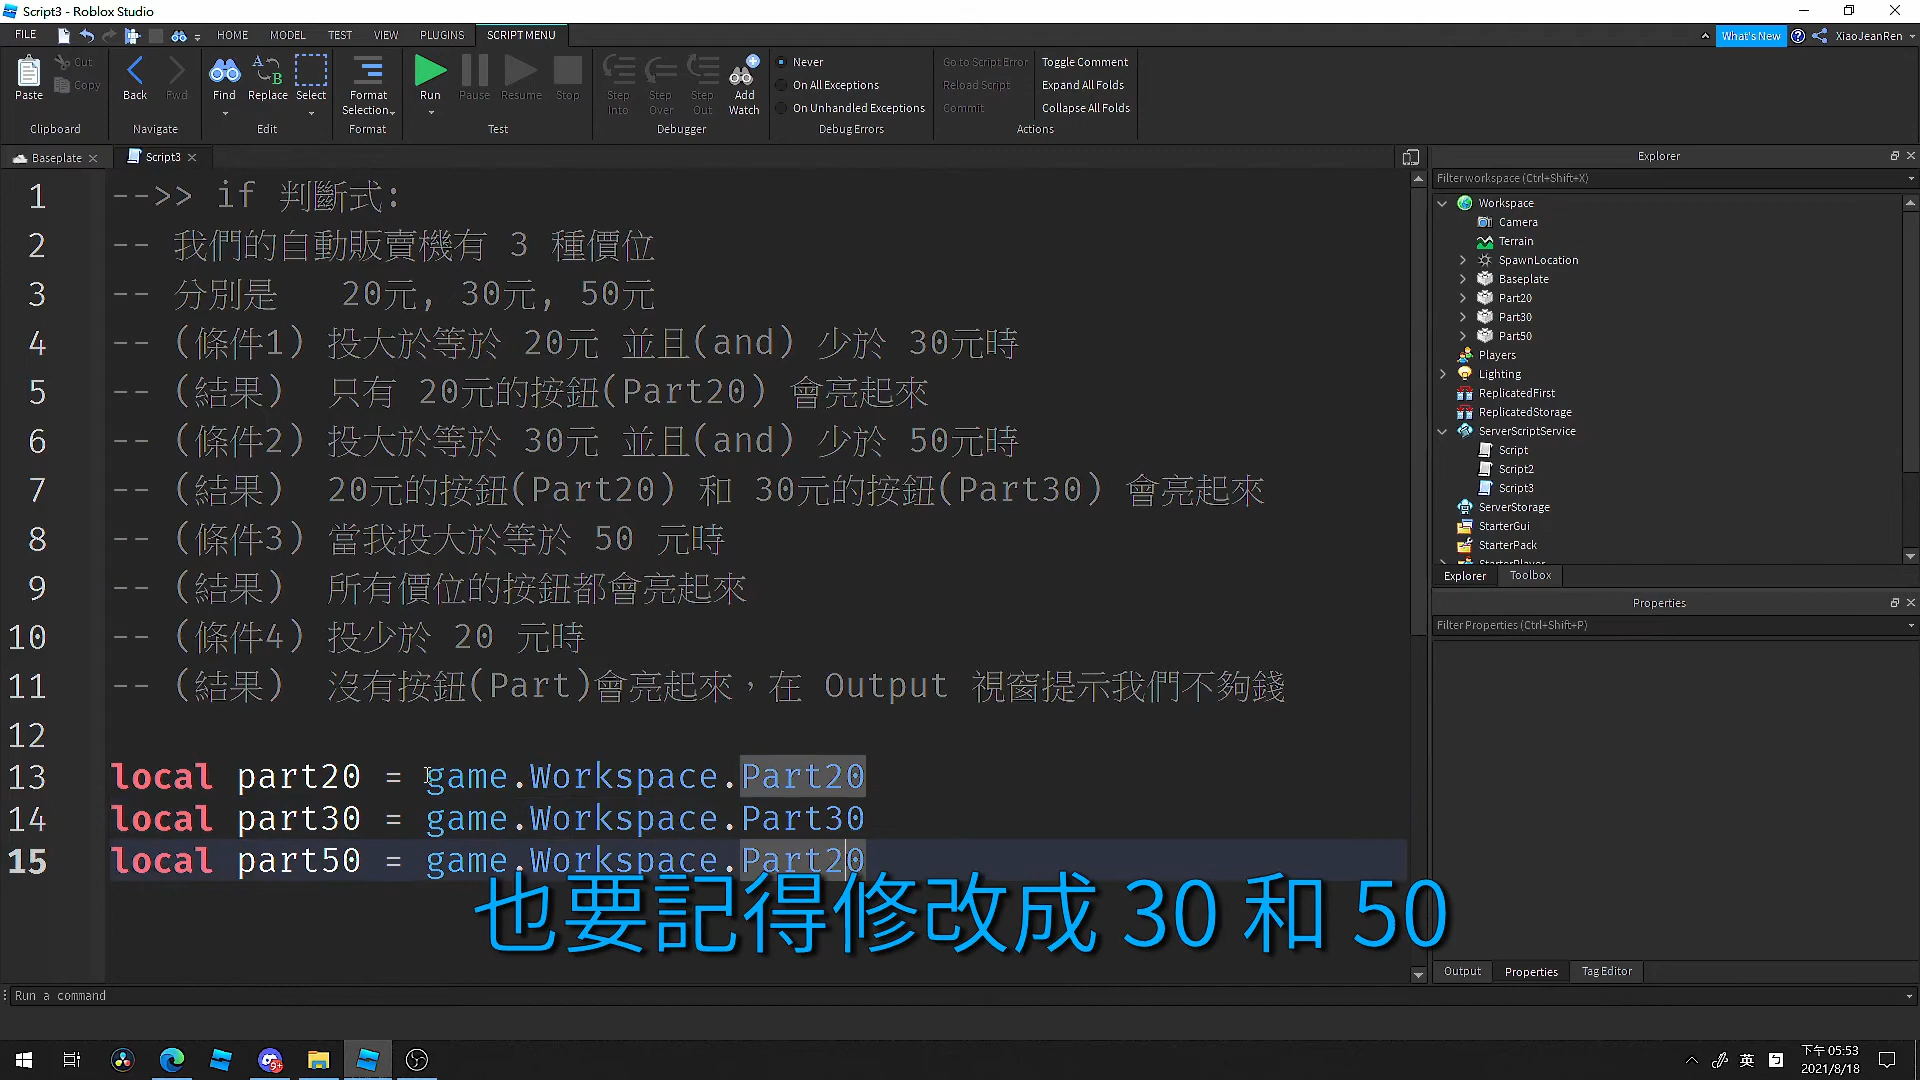 Script3 - Roblox Studio
FILE HOME MODEL TEST VIEW PLUGINS SCRIPT MENU What's New XiaoJeanRen
Paste Cut Copy Clipboard
Back Fwd Navigate
Find Replace Select Edit
Format Selection Format
Run Pause Resume Stop Test
Step Into Step Over Step Out Add Watch Debugger
Never
On All Exceptions
On Unhandled Exceptions
Debug Errors
Go to Script Error Toggle Comment
Reload Script Expand All Folds
Commit Collapse All Folds
Actions
Baseplate Script3
1 -->> if 判斷式:
2 -- 我們的自動販賣機有 3 種價位
3 -- 分別是 20元, 30元, 50元
4 -- (條件1) 投大於等於 20元 並且(and) 少於 30元時
5 -- (結果) 只有 20元的按鈕(Part20) 會亮起來
6 -- (條件2) 投大於等於 30元 並且(and) 少於 50元時
7 -- (結果) 20元的按鈕(Part20) 和 30元的按鈕(Part30) 會亮起來
8 -- (條件3) 當我投大於等於 50 元時
9 -- (結果) 所有價位的按鈕都會亮起來
10 -- (條件4) 投少於 20 元時
11 -- (結果) 沒有按鈕(Part)會亮起來，在 Output 視窗提示我們不夠錢
12
13 local part20 = game.Workspace.Part20
14 local part30 = game.Workspace.Part30
15 local part50 = game.Workspace.Part20
也要記得修改成 30 和 50
Explorer
Filter workspace (Ctrl+Shift+X)
Workspace
Camera
Terrain
SpawnLocation
Baseplate
Part20
Part30
Part50
Players
Lighting
ReplicatedFirst
ReplicatedStorage
ServerScriptService
Script
Script2
Script3
ServerStorage
StarterGui
StarterPack
StarterPlayer
Explorer Toolbox
Properties
Filter Properties (Ctrl+Shift+P)
Output Properties Tag Editor
Run a command
英
下午 05:53
2021/8/18